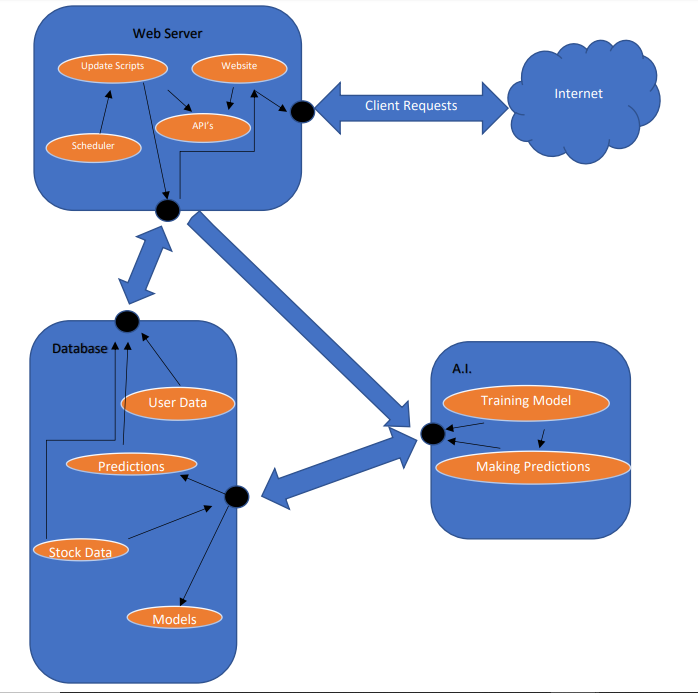 Web Server
Update Scripts
Website
API's
Scheduler
Client Requests
Internet
Database
User Data
Predictions
Stock Data
Models
A.I.
Training Model
Making Predictions